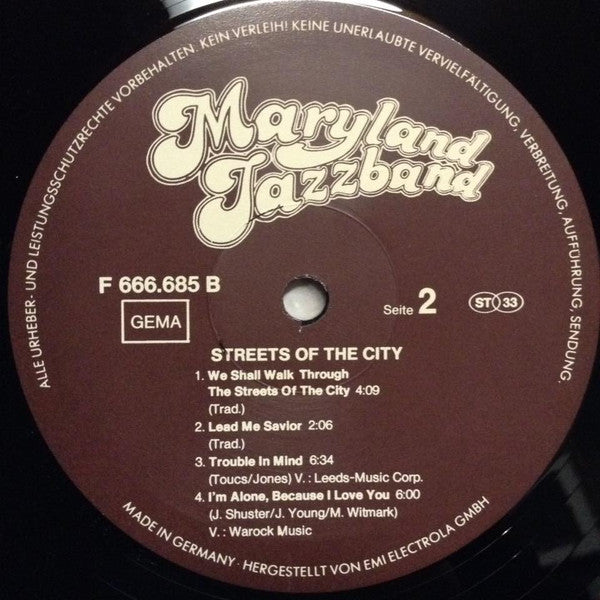 ALLE URHEBER- UND LEISTUNGSSCHUTZRECHTE VORBEHALTEN · KEIN VERLEIH! KEINE UNERLAUBTE VERVIELFÄLTIGUNG, VERBREITUNG, AUFFÜHRUNG, SENDUNG.
Maryland
Jazzband
F 666.685 B
GEMA
Seite 2
ST 33
STREETS OF THE CITY
1. We Shall Walk Through
The Streets Of The City 4:09
(Trad.)
2. Lead Me Savior 2:06
(Trad.)
3. Trouble In Mind 6:34
(Toucs/Jones) V.: Leeds-Music Corp.
4. I'm Alone, Because I Love You 6:00
(J. Shuster/J. Young/M. Witmark)
V.: Warock Music
MADE IN GERMANY · HERGESTELLT VON EMI ELECTROLA GMBH